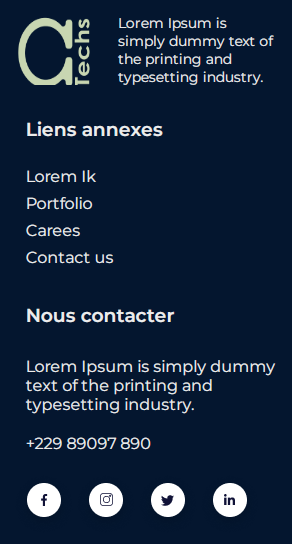 C Techs
Lorem Ipsum is
simply dummy text of
the printing and
typesetting industry.
Liens annexes
Lorem Ik
Portfolio
Carees
Contact us
Nous contacter
Lorem Ipsum is simply dummy
text of the printing and
typesetting industry.
+229 89097 890
f
in